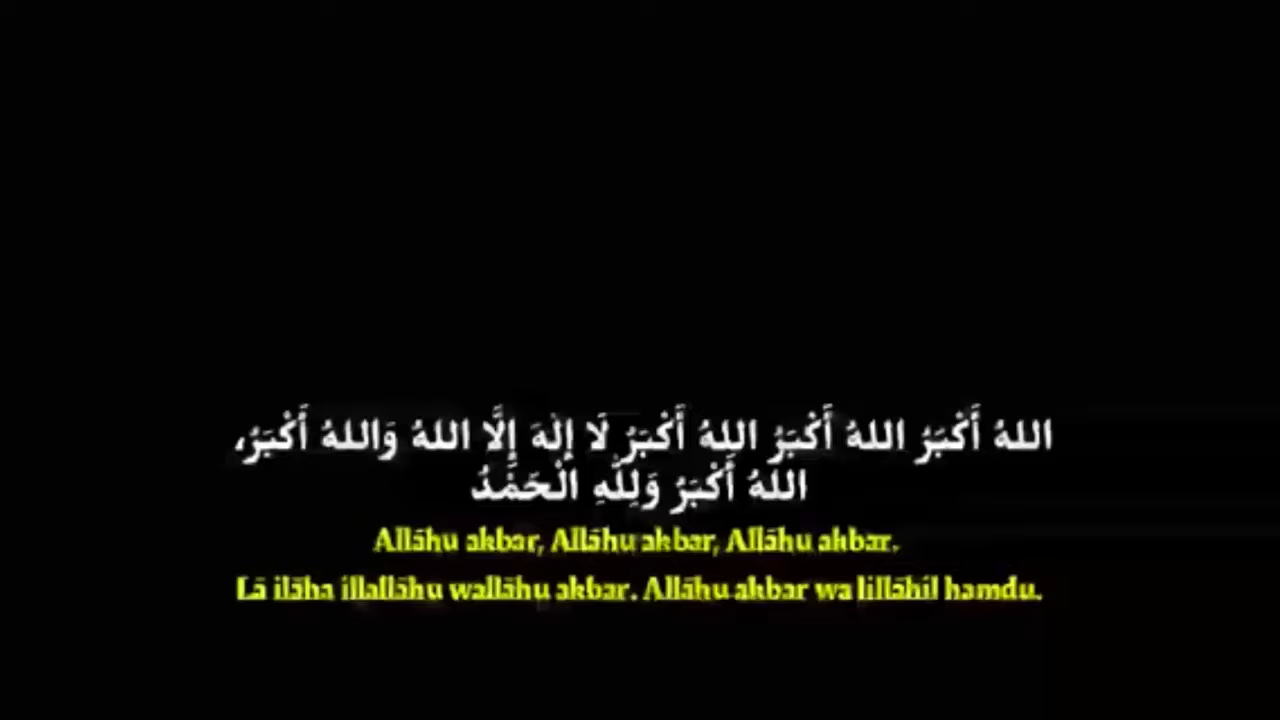 اللهُ أَكْبَرُ اللهُ أَكْبَرُ اللهُ أَكْبَرُ لَا إِلٰهَ إِلَّا اللهُ وَاللهُ أَكْبَرُ،
اللهُ أَكْبَرُ وَلِلّٰهِ الْحَمْدُ
Allāhu akbar, Allāhu akbar, Allāhu akbar.
Lā ilāha illallāhu wallāhu akbar. Allāhu akbar wa lillāhil hamdu.